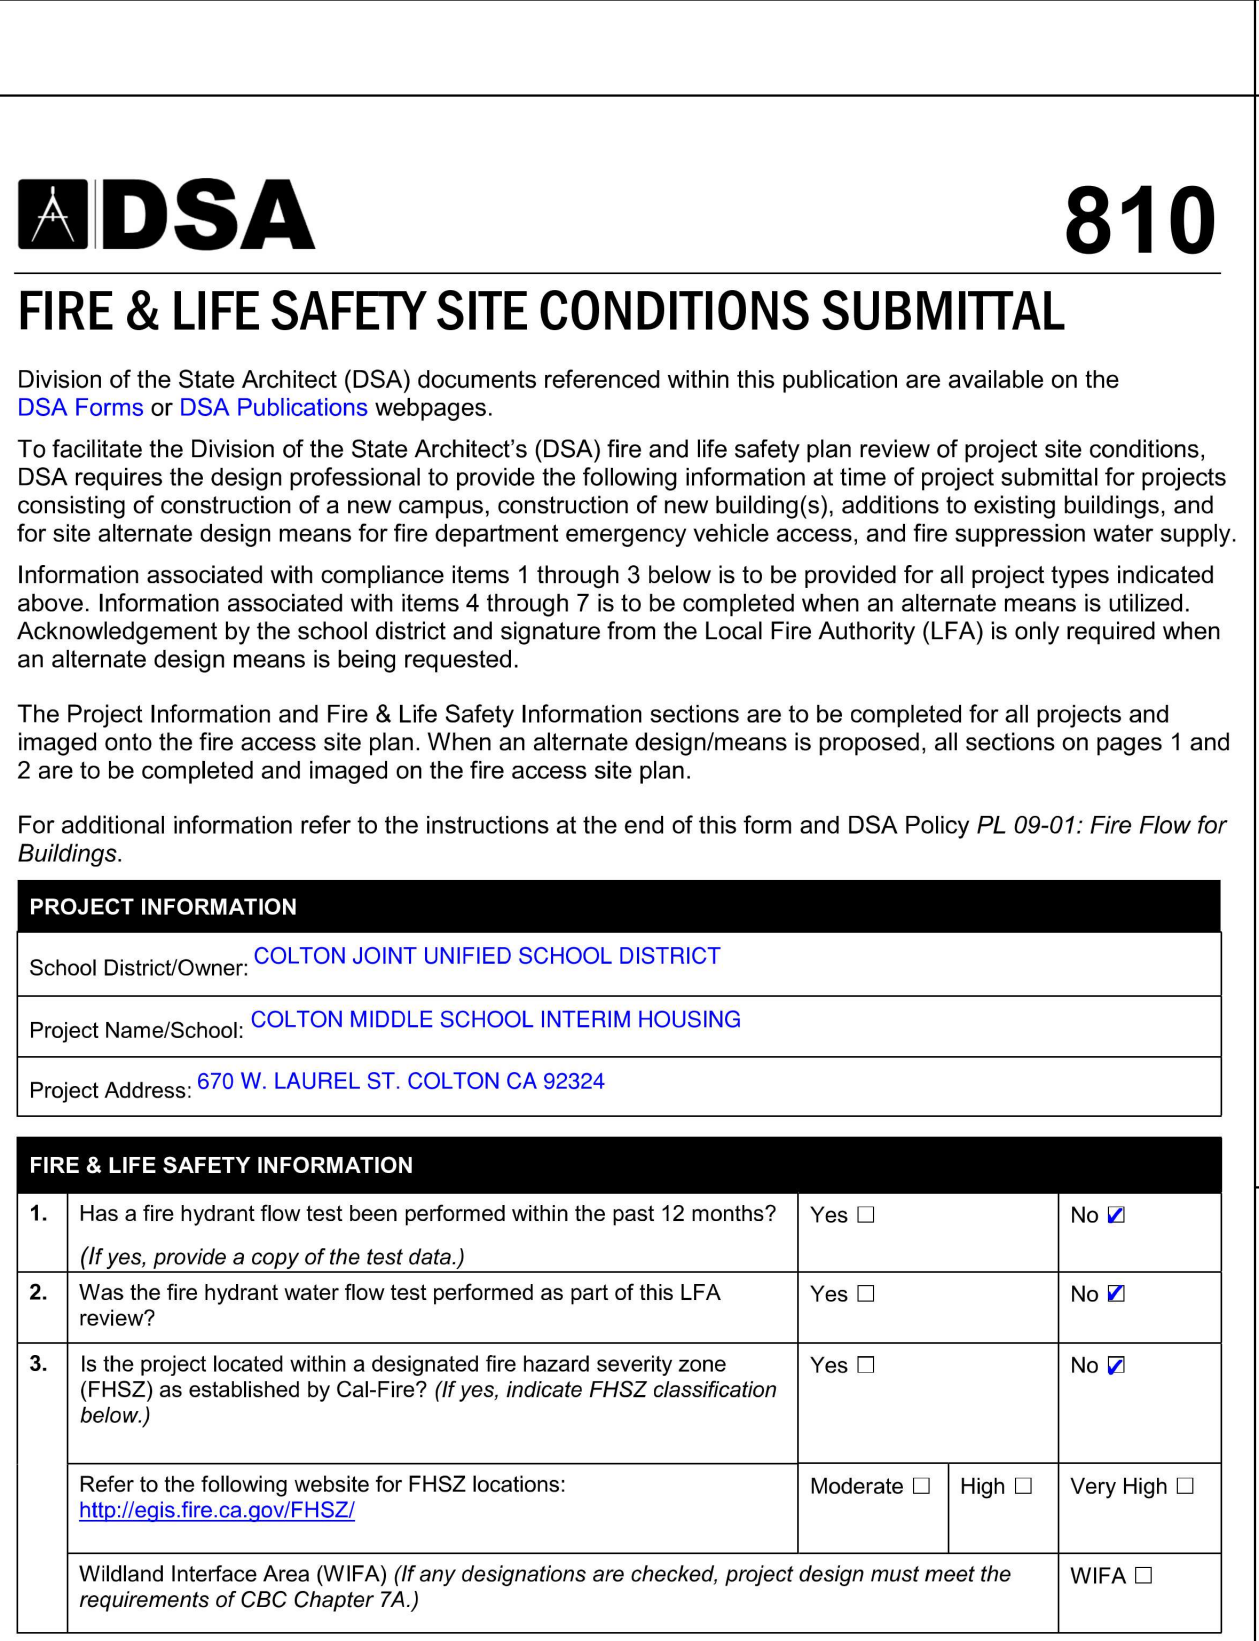 DSA
810
FIRE & LIFE SAFETY SITE CONDITIONS SUBMITTAL
Division of the State Architect (DSA) documents referenced within this publication are available on the
DSA Forms or DSA Publications webpages.
To facilitate the Division of the State Architect's (DSA) fire and life safety plan review of project site conditions,
DSA requires the design professional to provide the following information at time of project submittal for projects
consisting of construction of a new campus, construction of new building(s), additions to existing buildings, and
for site alternate design means for fire department emergency vehicle access, and fire suppression water supply.
Information associated with compliance items 1 through 3 below is to be provided for all project types indicated
above. Information associated with items 4 through 7 is to be completed when an alternate means is utilized.
Acknowledgement by the school district and signature from the Local Fire Authority (LFA) is only required when
an alternate design means is being requested.
The Project Information and Fire & Life Safety Information sections are to be completed for all projects and
imaged onto the fire access site plan. When an alternate design/means is proposed, all sections on pages 1 and
2 are to be completed and imaged on the fire access site plan.
For additional information refer to the instructions at the end of this form and DSA Policy PL 09-01: Fire Flow for
Buildings.
PROJECT INFORMATION
School District/Owner: COLTON JOINT UNIFIED SCHOOL DISTRICT
Project Name/School: COLTON MIDDLE SCHOOL INTERIM HOUSING
Project Address: 670 W. LAUREL ST. COLTON CA 92324
FIRE & LIFE SAFETY INFORMATION
1. Has a fire hydrant flow test been performed within the past 12 months? Yes ☐ No ☑
(If yes, provide a copy of the test data.)
2. Was the fire hydrant water flow test performed as part of this LFA Yes ☐ No ☑
review?
3. Is the project located within a designated fire hazard severity zone Yes ☐ No ☑
(FHSZ) as established by Cal-Fire? (If yes, indicate FHSZ classification
below.)
Refer to the following website for FHSZ locations: Moderate ☐ High ☐ Very High ☐
http://egis.fire.ca.gov/FHSZ/
Wildland Interface Area (WIFA) (If any designations are checked, project design must meet the WIFA ☐
requirements of CBC Chapter 7A.)